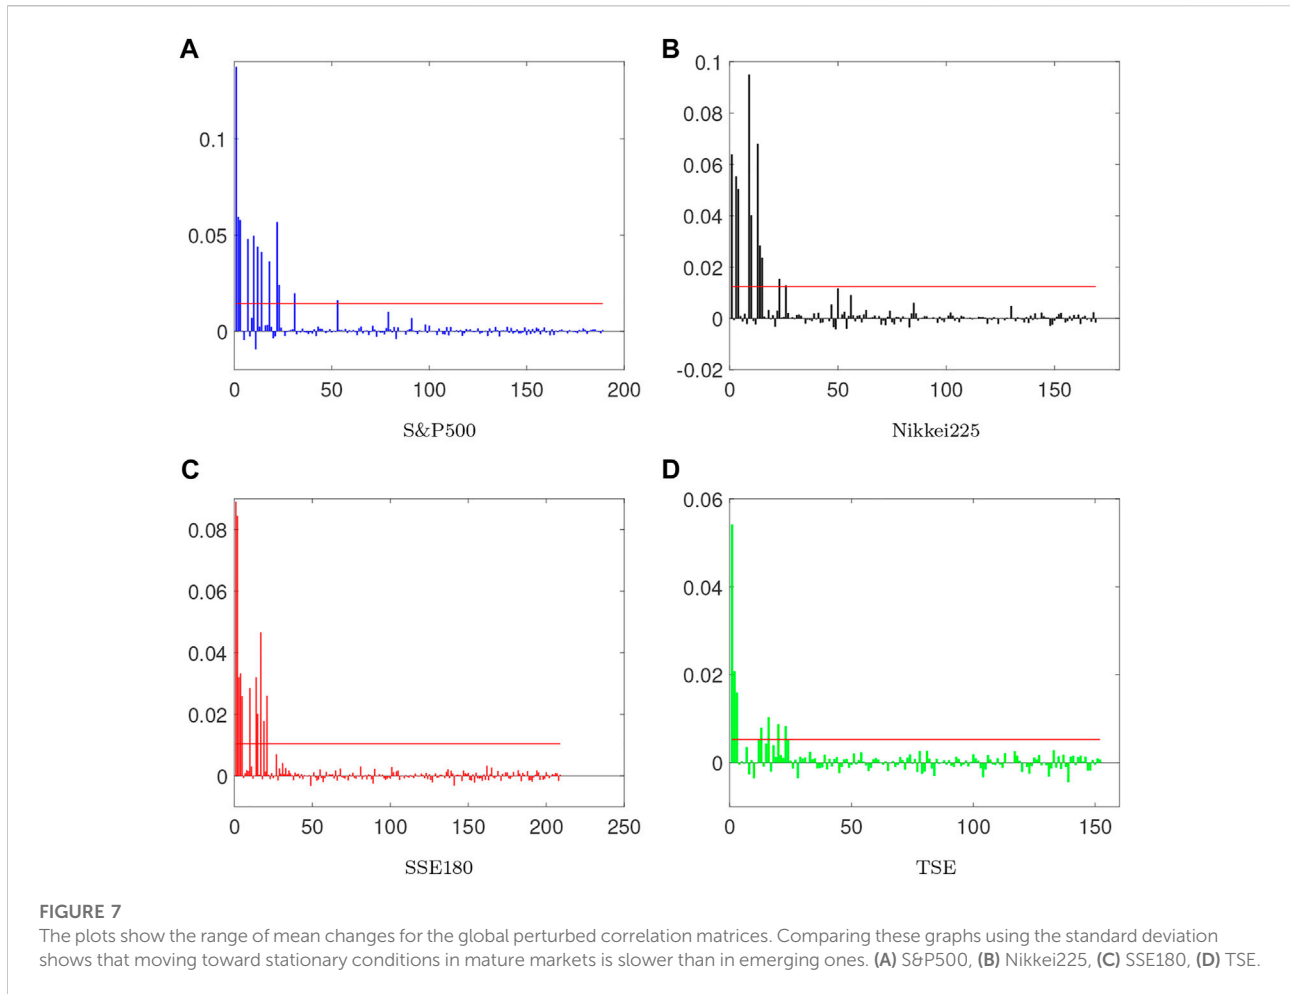 A
0.1
0.05
0
0 50 100 150 200
S&P500
B
0.1
0.08
0.06
0.04
0.02
0
-0.02
0 50 100 150
Nikkei225
C
0.08
0.06
0.04
0.02
0
0 50 100 150 200 250
SSE180
D
0.06
0.04
0.02
0
0 50 100 150
TSE
FIGURE 7
The plots show the range of mean changes for the global perturbed correlation matrices. Comparing these graphs using the standard deviation
shows that moving toward stationary conditions in mature markets is slower than in emerging ones. (A) S&P500, (B) Nikkei225, (C) SSE180, (D) TSE.